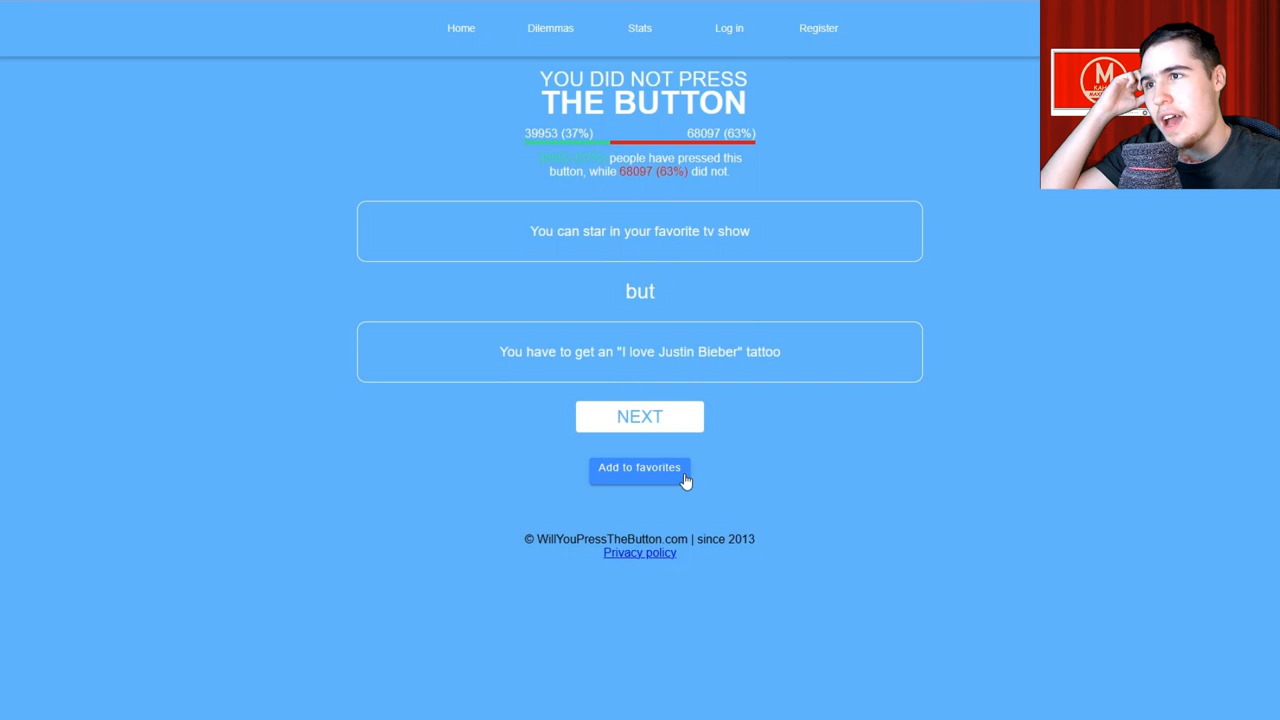 Home Dilemmas Stats Log in Register
YOU DID NOT PRESS
THE BUTTON
39953 (37%) 68097 (63%)
people have pressed this
button, while 68097 (63%) did not.
You can star in your favorite tv show
but
You have to get an "I love Justin Bieber" tattoo
NEXT
Add to favorites
© WillYouPressTheButton.com | since 2013
Privacy policy
M